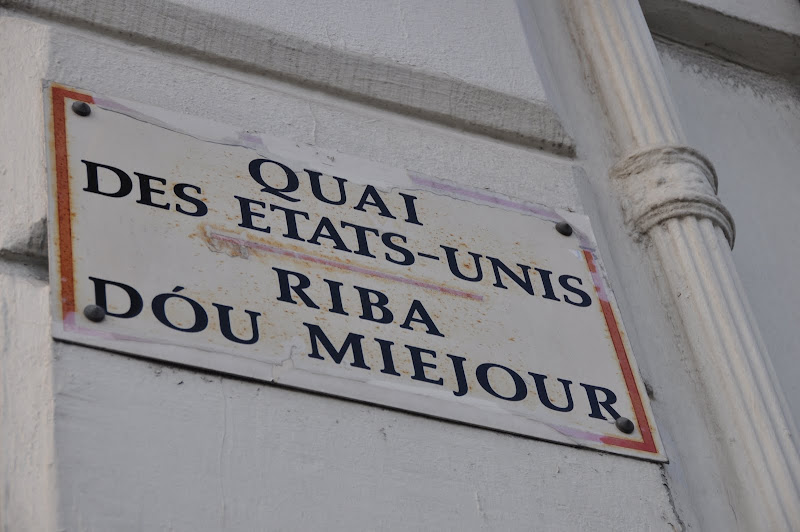 QUAI
DES ETATS-UNIS
RIBA
DÓU MIEJOUR